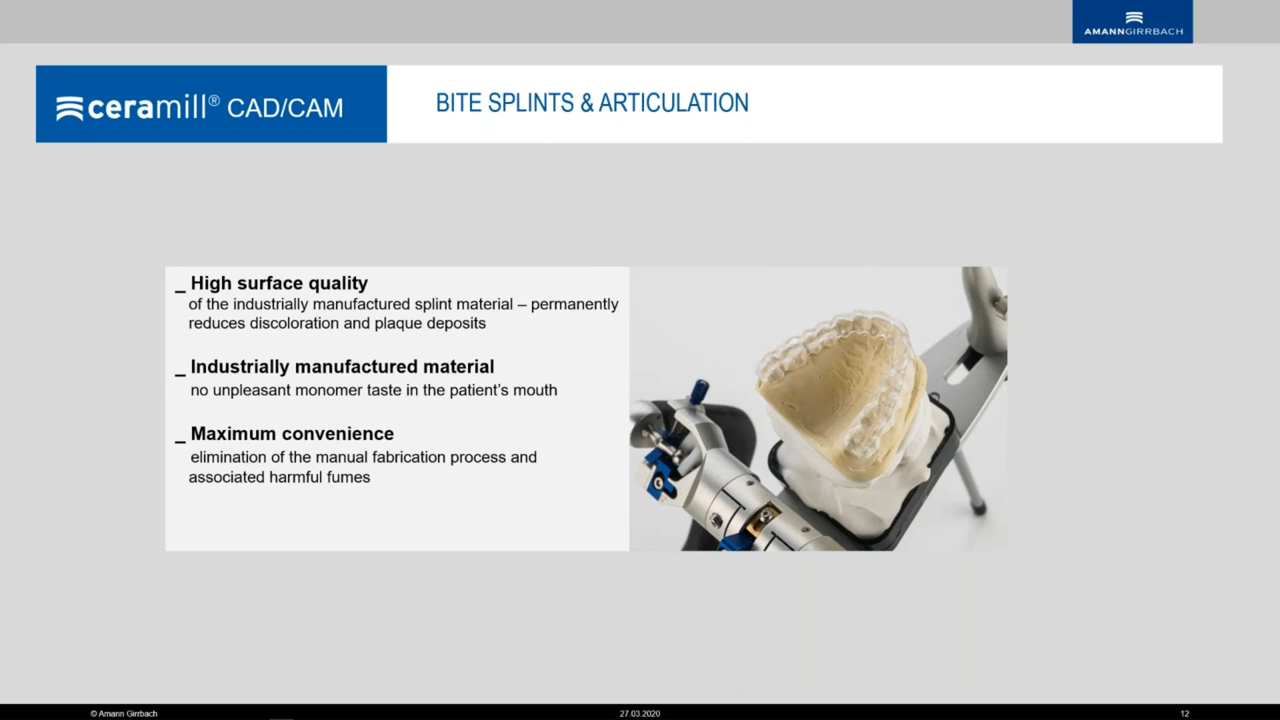 AMANNGIRRBACH
ceramill® CAD/CAM
BITE SPLINTS & ARTICULATION
_ High surface quality
of the industrially manufactured splint material – permanently
reduces discoloration and plaque deposits
_ Industrially manufactured material
no unpleasant monomer taste in the patient’s mouth
_ Maximum convenience
elimination of the manual fabrication process and
associated harmful fumes
© Amann Girrbach
27.03.2020
12